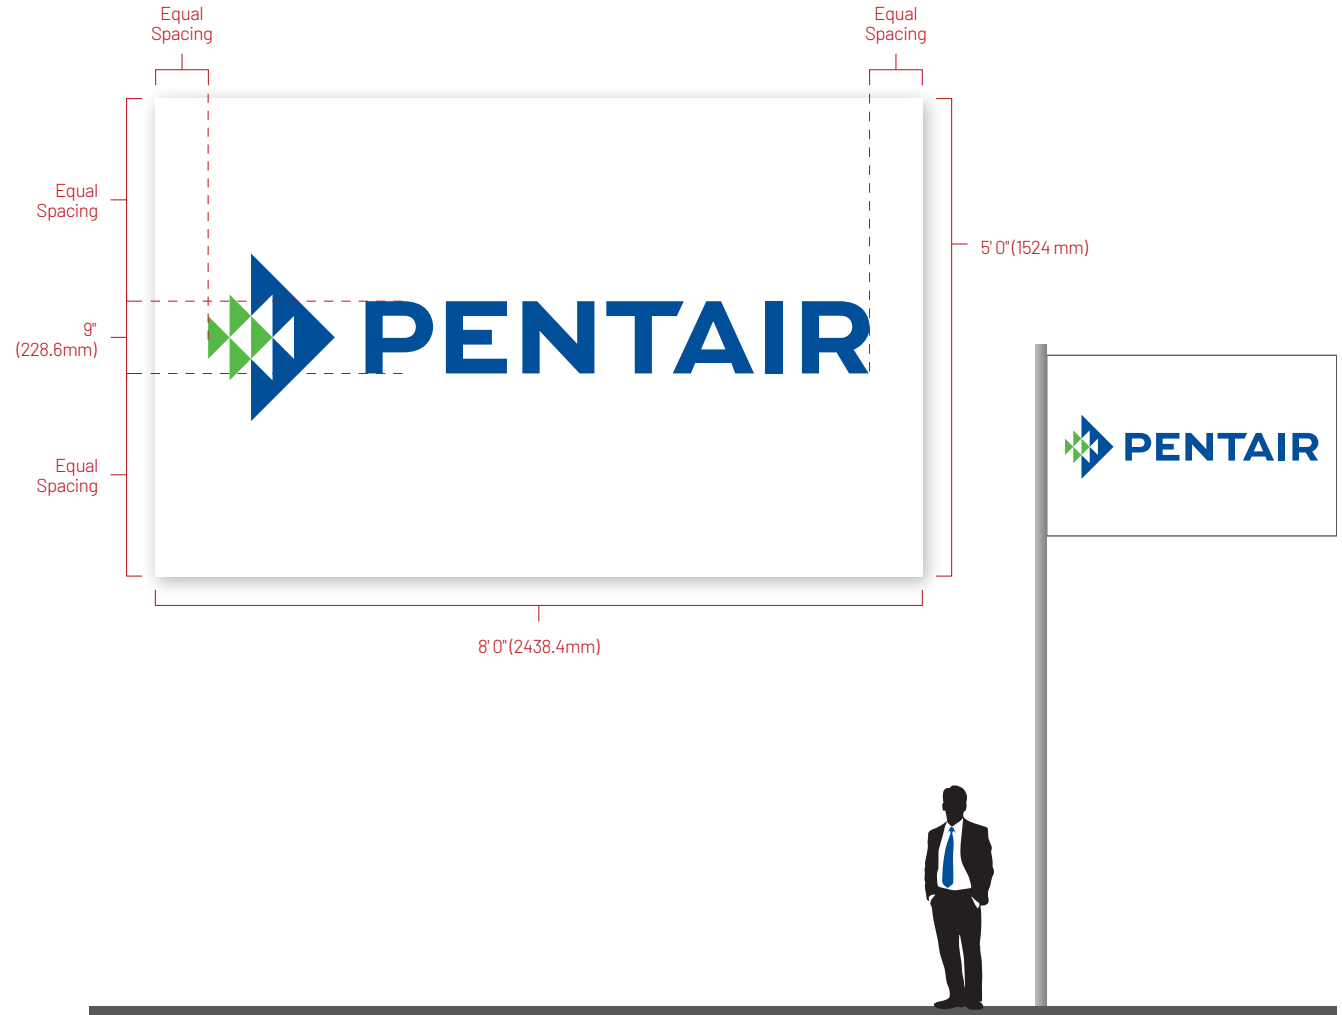 Equal
Spacing
Equal
Spacing
Equal
Spacing
5' 0"(1524 mm)
9"
(228.6mm)
PENTAIR
PENTAIR
Equal
Spacing
8' 0"(2438.4mm)